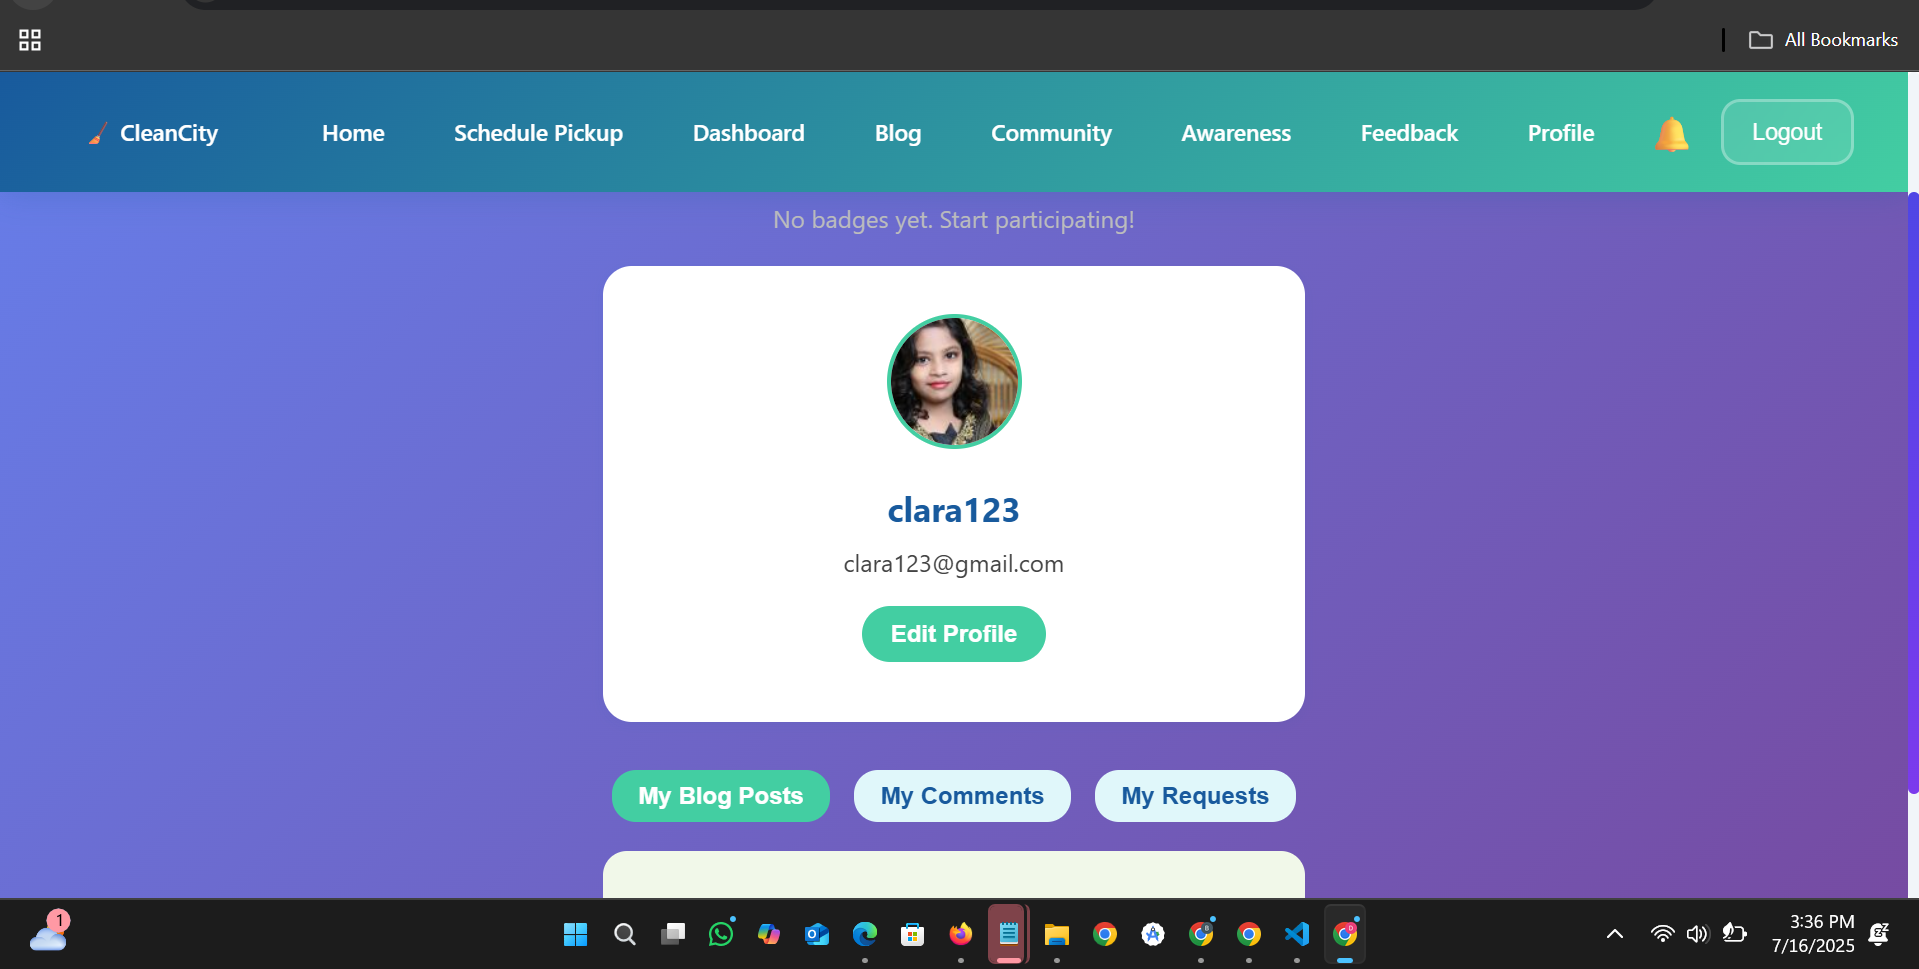 All Bookmarks
CleanCity Home Schedule Pickup Dashboard Blog Community Awareness Feedback Profile Logout
No badges yet. Start participating!
clara123
clara123@gmail.com
Edit Profile
My Blog Posts My Comments My Requests
1
3:36 PM
7/16/2025